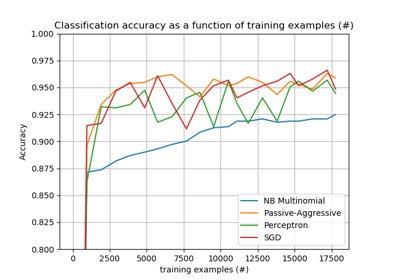 Classification accuracy as a function of training examples (#)
1.000
0.975
0.950
0.925
0.900
0.875
0.850
0.825
0.800
Accuracy
NB Multinomial
Passive-Aggressive
Perceptron
SGD
0 2500 5000 7500 10000 12500 15000 17500
training examples (#)